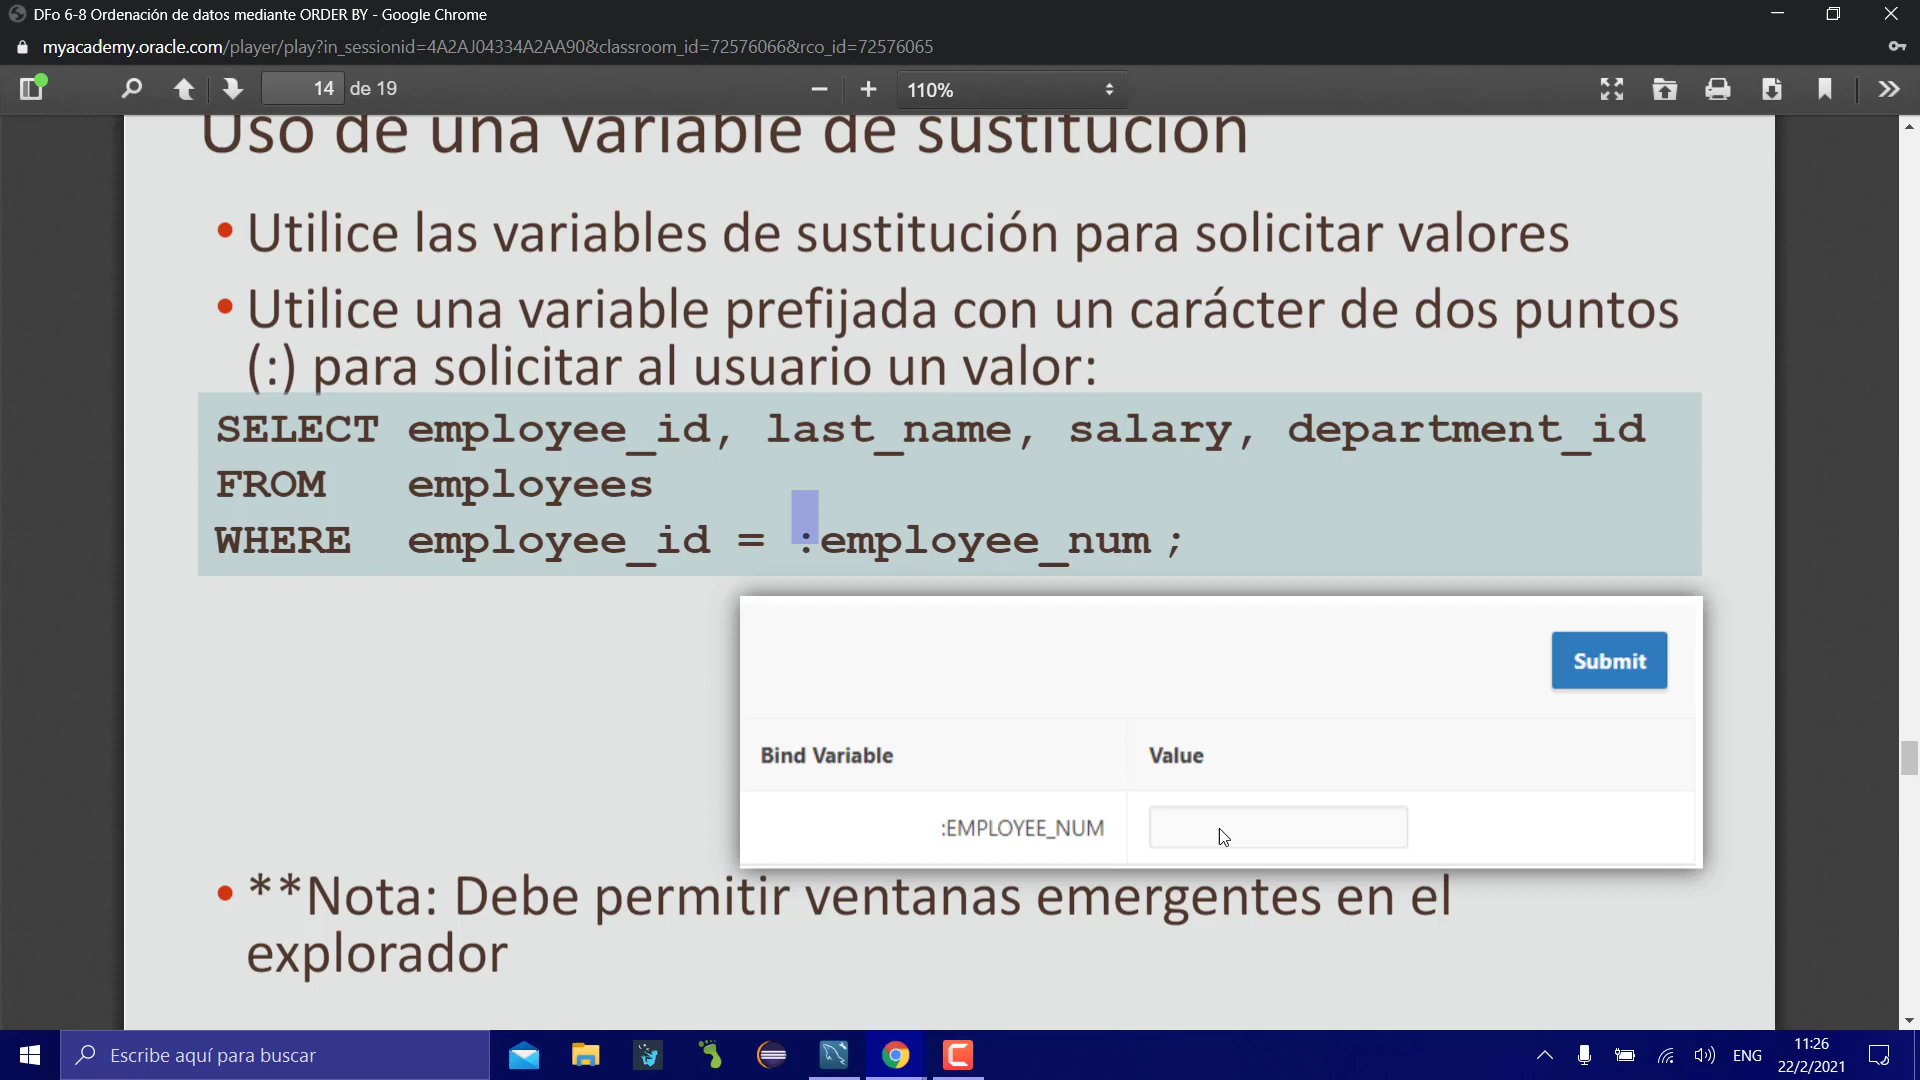 DFo 6-8 Ordenación de datos mediante ORDER BY - Google Chrome
myacademy.oracle.com/player/play?in_sessionid=4A2AJ04334A2AA90&classroom_id=72576066&rco_id=72576065
14 de 19
110%
Uso de una variable de sustitución
• Utilice las variables de sustitución para solicitar valores
• Utilice una variable prefijada con un carácter de dos puntos
(:) para solicitar al usuario un valor:
SELECT employee_id, last_name, salary, department_id
FROM employees
WHERE employee_id = :employee_num ;
Submit
Bind Variable Value
:EMPLOYEE_NUM
• **Nota: Debe permitir ventanas emergentes en el
explorador
Escribe aquí para buscar
ENG
11:26
22/2/2021